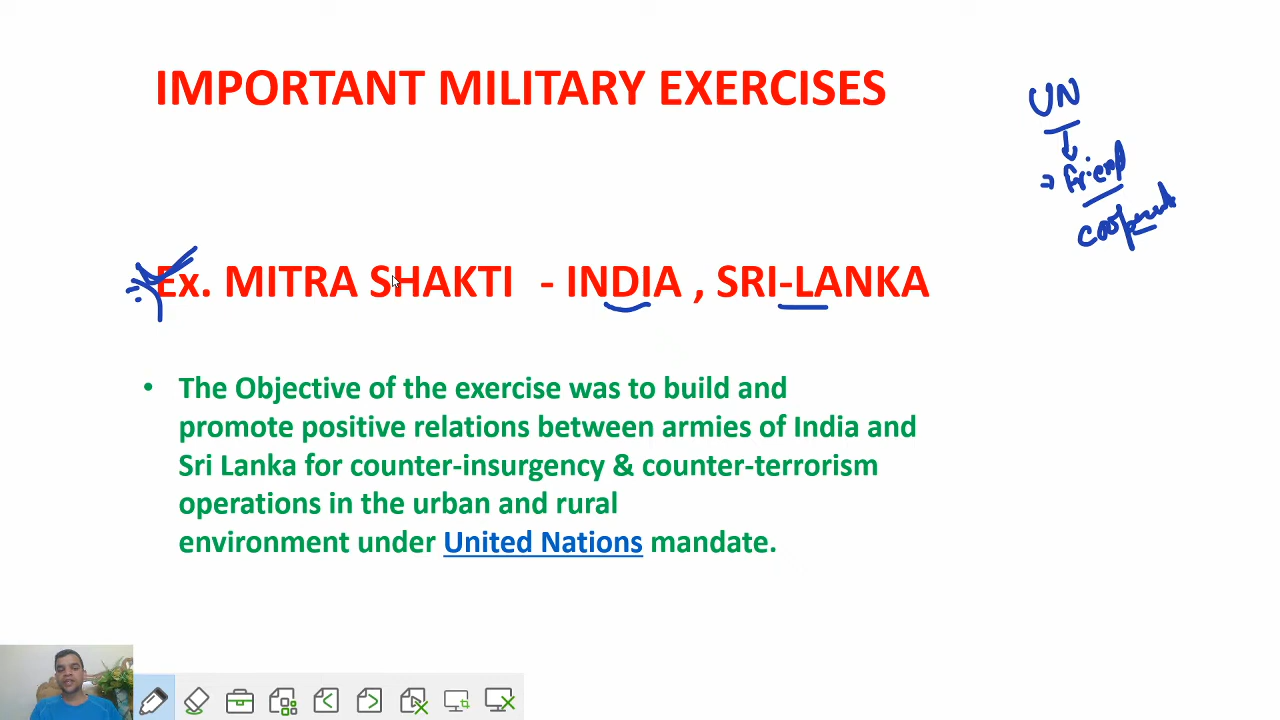 IMPORTANT MILITARY EXERCISES
UN
Friend
Ex. MITRA SHAKTI - INDIA , SRI-LANKA
• The Objective of the exercise was to build and
promote positive relations between armies of India and
Sri Lanka for counter-insurgency & counter-terrorism
operations in the urban and rural
environment under United Nations mandate.